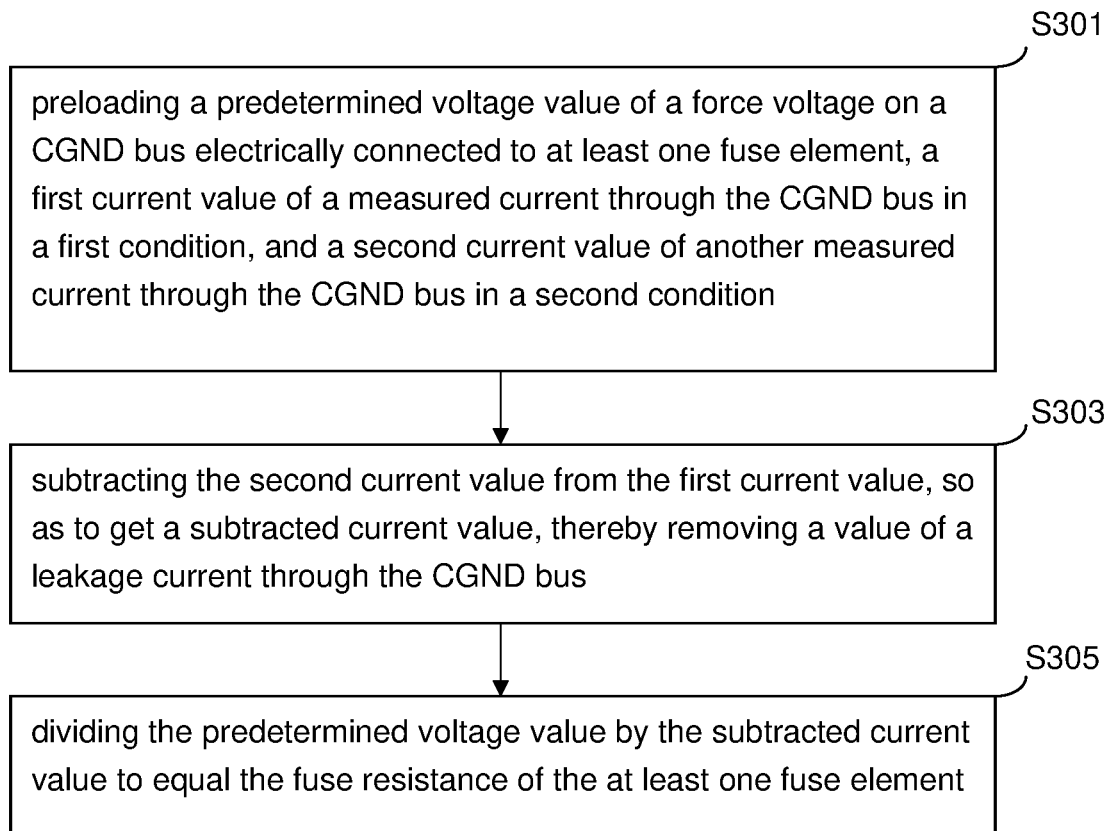 S301
preloading a predetermined voltage value of a force voltage on a
CGND bus electrically connected to at least one fuse element, a
first current value of a measured current through the CGND bus in
a first condition, and a second current value of another measured
current through the CGND bus in a second condition
S303
subtracting the second current value from the first current value, so
as to get a subtracted current value, thereby removing a value of a
leakage current through the CGND bus
S305
dividing the predetermined voltage value by the subtracted current
value to equal the fuse resistance of the at least one fuse element